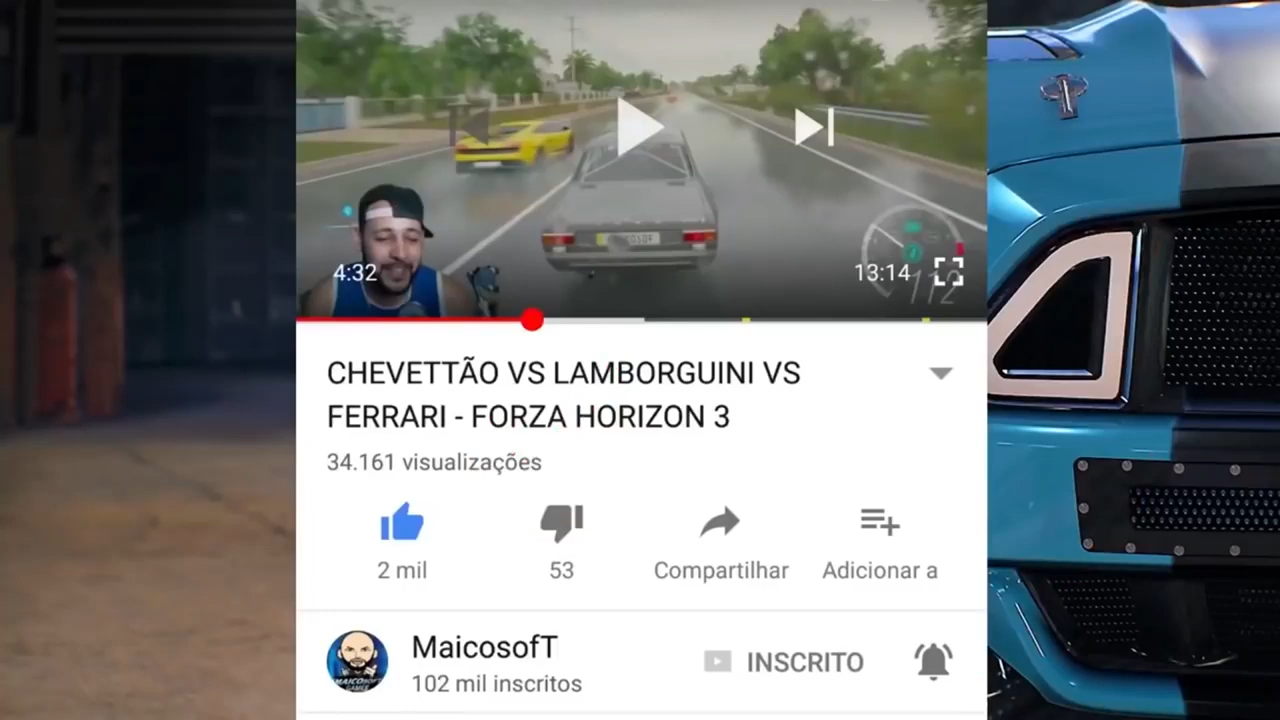 4:32
13:14
112
CHEVETTÃO VS LAMBORGUINI VS
FERRARI - FORZA HORIZON 3
34.161 visualizações
2 mil
53
Compartilhar
Adicionar a
MaicosofT
102 mil inscritos
INSCRITO